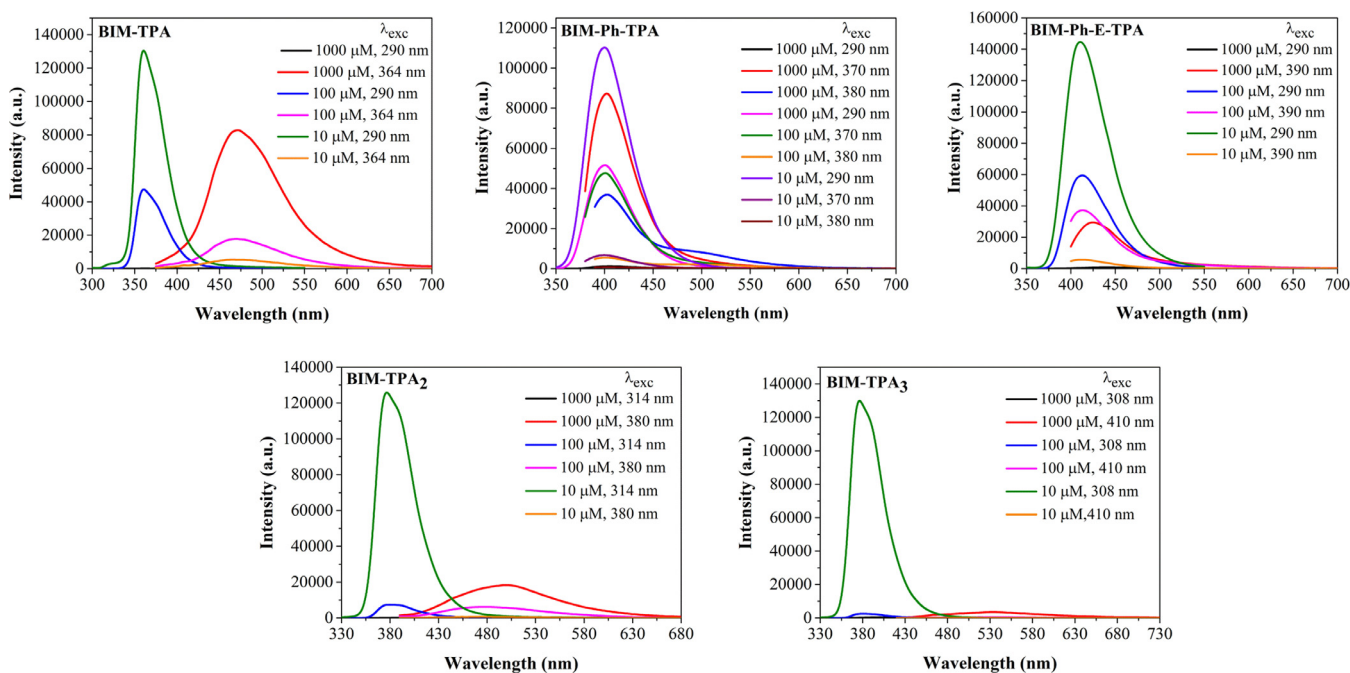 BIM-TPA
λexc
1000 μM, 290 nm
1000 μM, 364 nm
100 μM, 290 nm
100 μM, 364 nm
10 μM, 290 nm
10 μM, 364 nm
Intensity (a.u.)
140000
120000
100000
80000
60000
40000
20000
0
300 350 400 450 500 550 600 650 700
Wavelength (nm)
BIM-Ph-TPA
λexc
1000 μM, 290 nm
1000 μM, 370 nm
1000 μM, 380 nm
1000 μM, 290 nm
100 μM, 370 nm
100 μM, 380 nm
10 μM, 290 nm
10 μM, 370 nm
10 μM, 380 nm
Intensity (a.u.)
120000
110000
100000
90000
80000
70000
60000
50000
40000
30000
20000
10000
0
350 400 450 500 550 600 650 700
Wavelength (nm)
BIM-Ph-E-TPA
λexc
1000 μM, 290 nm
1000 μM, 390 nm
100 μM, 290 nm
100 μM, 390 nm
10 μM, 290 nm
10 μM, 390 nm
Intensity (a.u.)
160000
140000
120000
100000
80000
60000
40000
20000
0
350 400 450 500 550 600 650 700
Wavelength (nm)
BIM-TPA2
λexc
1000 μM, 314 nm
1000 μM, 380 nm
100 μM, 314 nm
100 μM, 380 nm
10 μM, 314 nm
10 μM, 380 nm
Intensity (a.u.)
140000
120000
100000
80000
60000
40000
20000
0
330 380 430 480 530 580 630 680
Wavelength (nm)
BIM-TPA3
λexc
1000 μM, 308 nm
1000 μM, 410 nm
100 μM, 308 nm
100 μM, 410 nm
10 μM, 308 nm
10 μM,410 nm
Intensity (a.u.)
140000
120000
100000
80000
60000
40000
20000
0
330 380 430 480 530 580 630 680 730
Wavelength (nm)